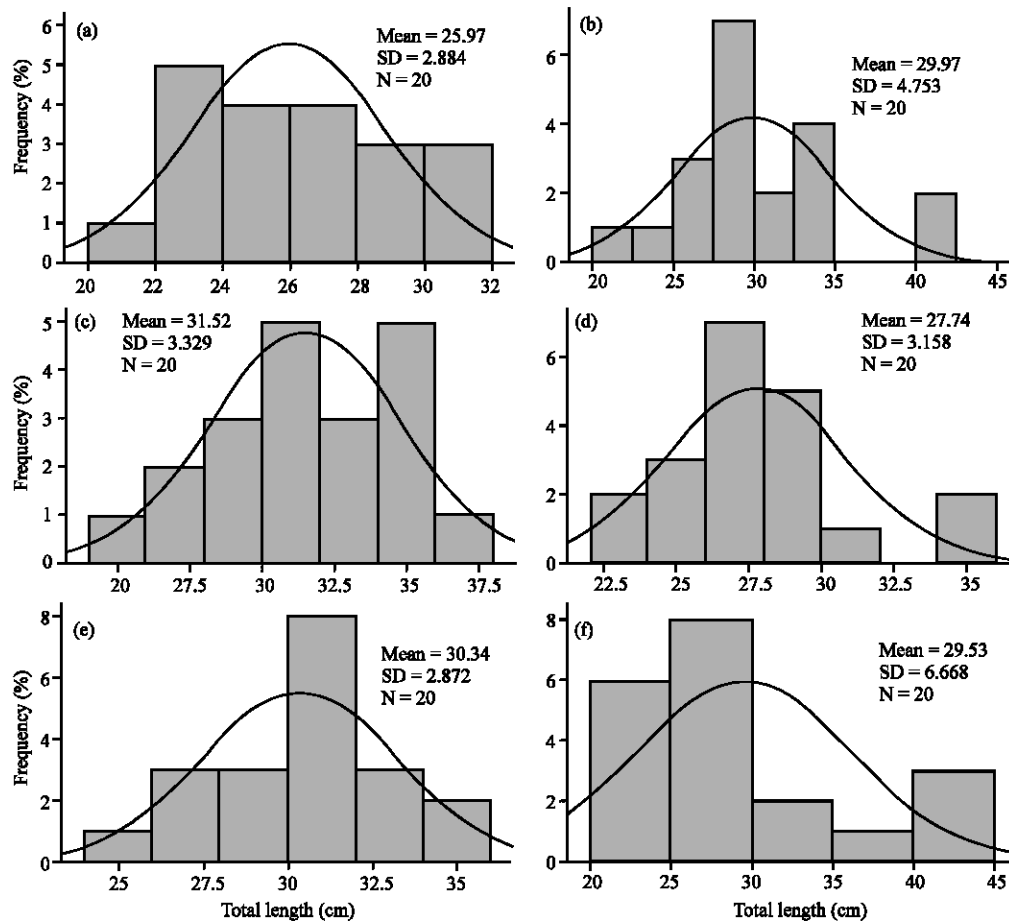 (a)
Mean = 25.97
SD = 2.884
N = 20
Frequency (%)
6
5
4
3
2
1
0
20 22 24 26 28 30 32
(b)
Mean = 29.97
SD = 4.753
N = 20
6
4
2
0
20 25 30 35 40 45
(c)
Mean = 31.52
SD = 3.329
N = 20
Frequency (%)
5
4
3
2
1
0
20 27.5 30 35 35 37.5
(d)
Mean = 27.74
SD = 3.158
N = 20
6
4
2
0
22.5 25 27.5 30 32.5 35
(e)
Mean = 30.34
SD = 2.872
N = 20
Frequency (%)
8
6
4
2
0
25 27.5 30 32.5 35
Total length (cm)
(f)
Mean = 29.53
SD = 6.668
N = 20
8
6
4
2
0
20 25 30 35 40 45
Total length (cm)